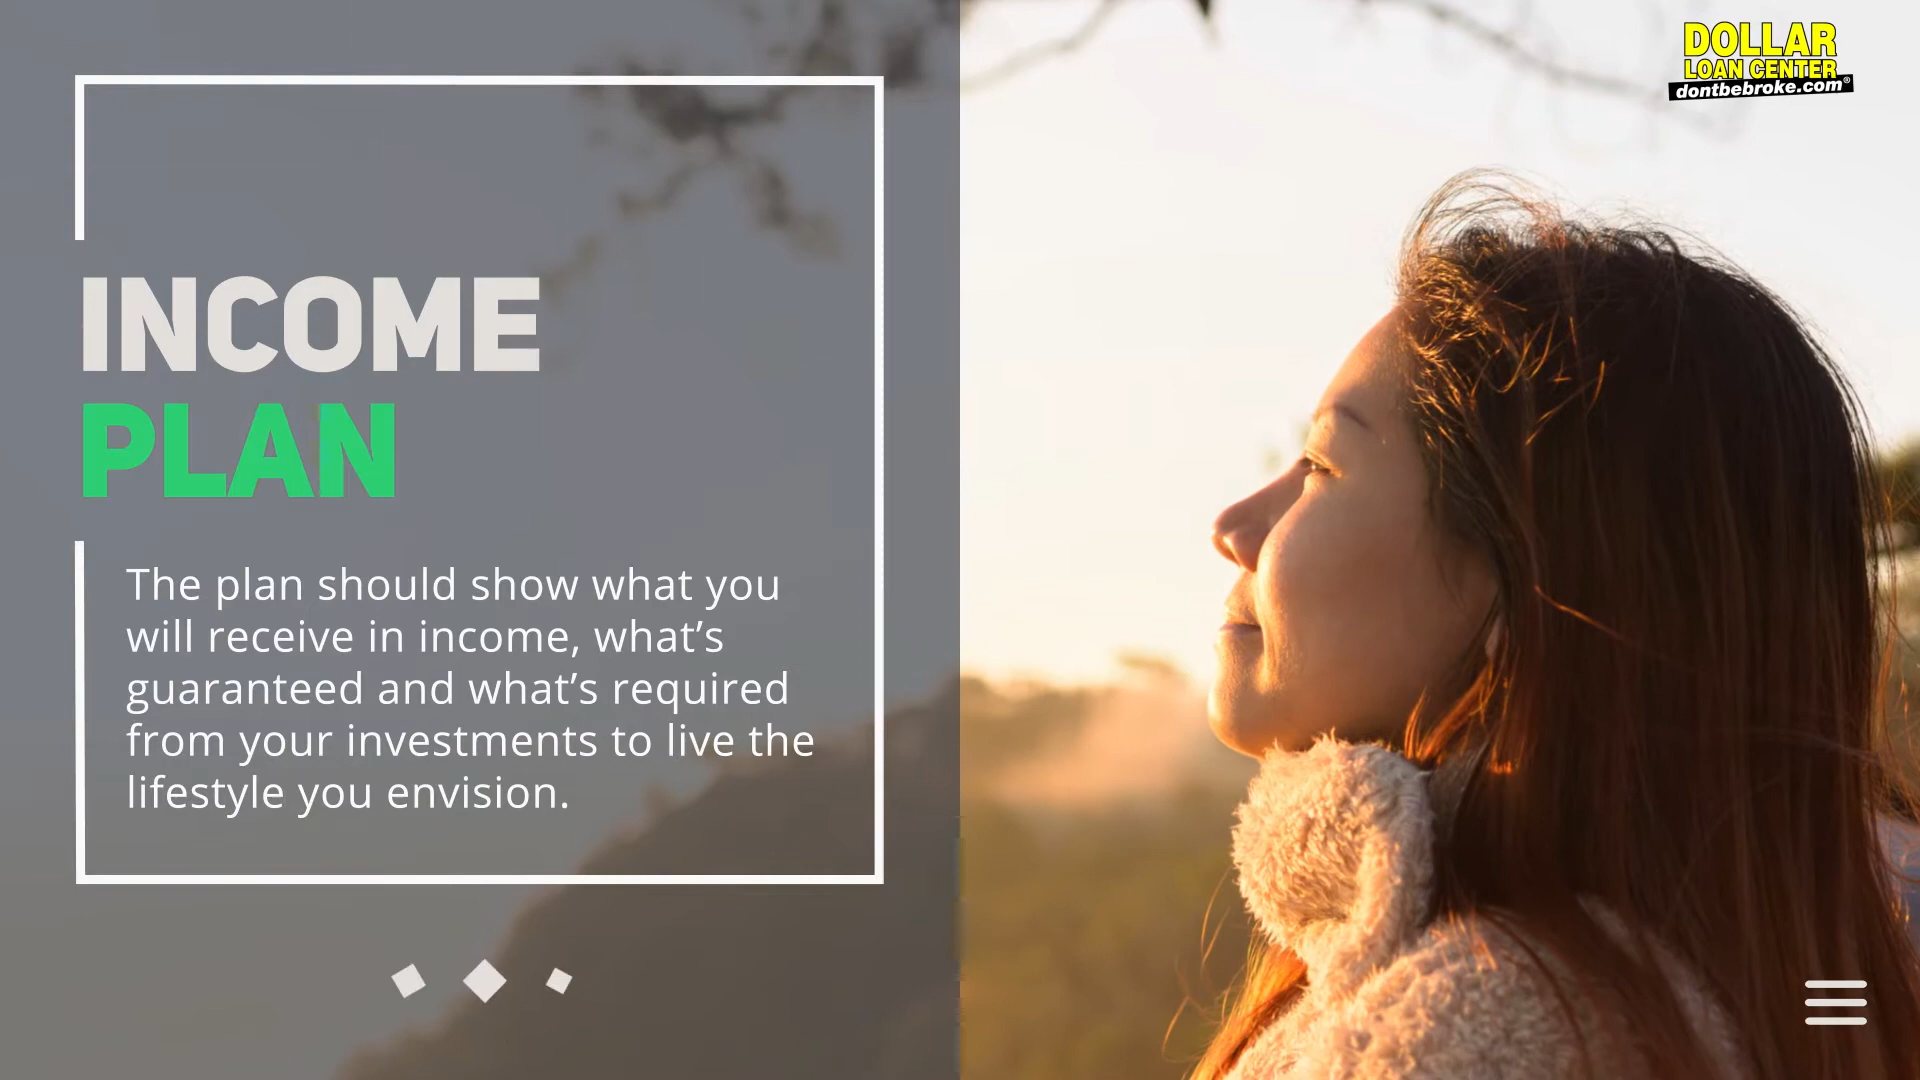 DOLLAR
LOAN CENTER
dontbebroke.com®
INCOME
PLAN
The plan should show what you
will receive in income, what’s
guaranteed and what’s required
from your investments to live the
lifestyle you envision.